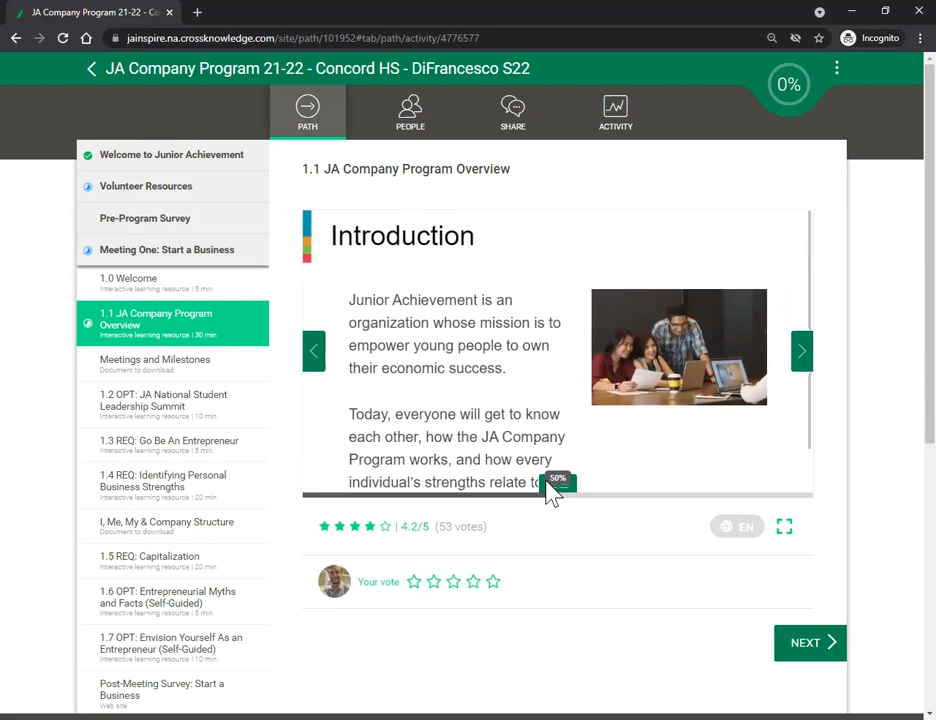 JA Company Program 21-22 - Co
jainspire.na.crossknowledge.com/site/path/101952#tab/path/activity/4776577
Incognito
JA Company Program 21-22 - Concord HS - DiFrancesco S22
0%
PATH
PEOPLE
SHARE
ACTIVITY
Welcome to Junior Achievement
Volunteer Resources
Pre-Program Survey
Meeting One: Start a Business
1.0 Welcome
Interactive learning resource | 5 min
1.1 JA Company Program
Overview
Interactive learning resource | 30 min
Meetings and Milestones
Document to download
1.2 OPT: JA National Student
Leadership Summit
Interactive learning resource | 10 min
1.3 REQ: Go Be An Entrepreneur
Interactive learning resource | 20 min
1.4 REQ: Identifying Personal
Business Strengths
Interactive learning resource | 20 min
I, Me, My & Company Structure
Document to download
1.5 REQ: Capitalization
Interactive learning resource | 20 min
1.6 OPT: Entrepreneurial Myths
and Facts (Self-Guided)
Interactive learning resource | 5 min
1.7 OPT: Envision Yourself As an
Entrepreneur (Self-Guided)
Interactive learning resource | 10 min
Post-Meeting Survey: Start a
Business
Web site
1.1 JA Company Program Overview
Introduction
Junior Achievement is an
organization whose mission is to
empower young people to own
their economic success.
Today, everyone will get to know
each other, how the JA Company
Program works, and how every
individual's strengths relate to
50%
| 4.2/5 (53 votes)
EN
Your vote
NEXT